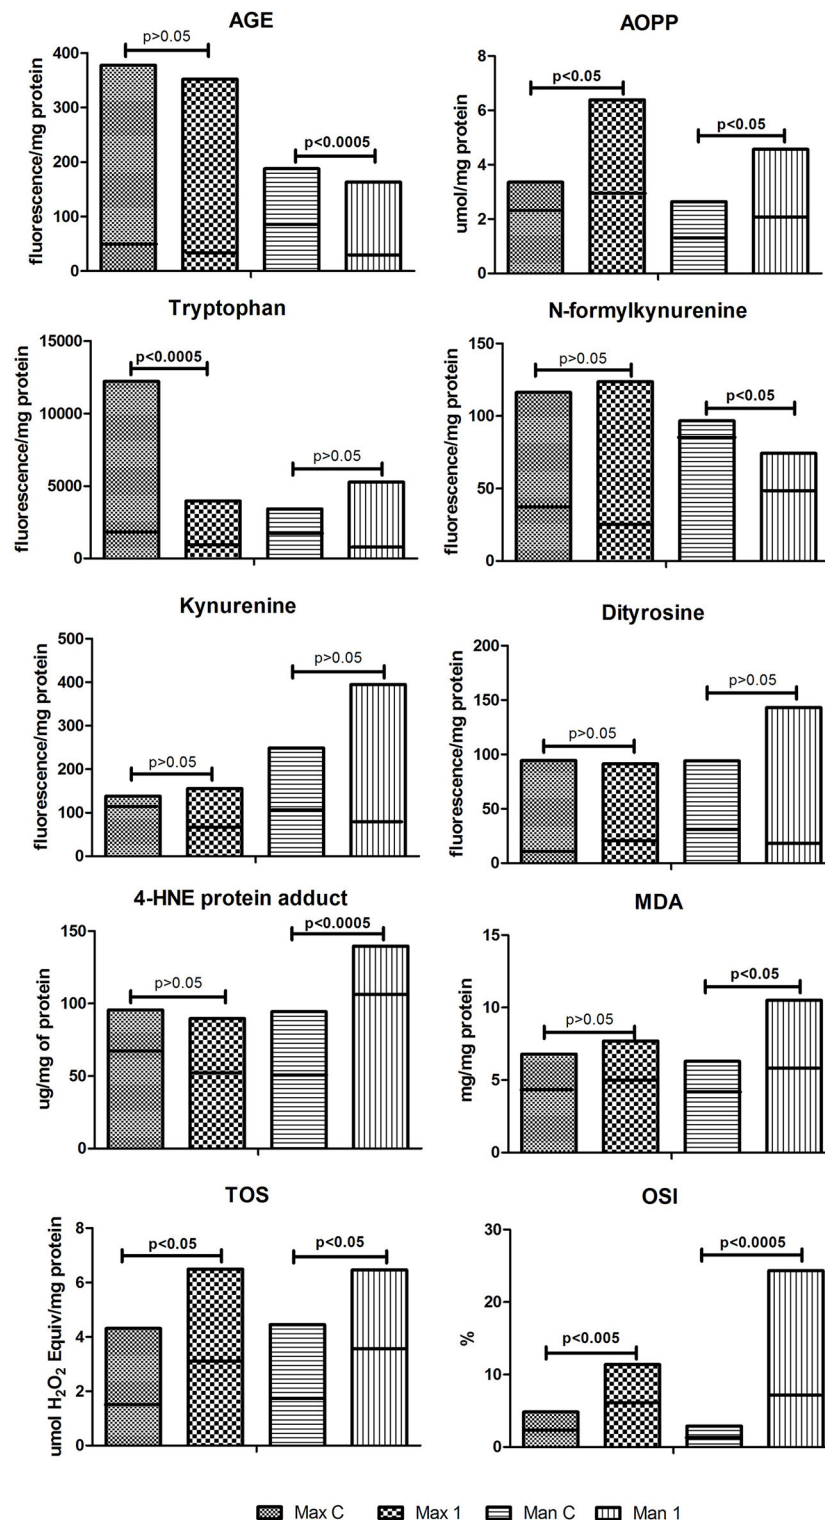 AGE
p>0.05
p<0.0005
fluorescence/mg protein
400
300
200
100
0
AOPP
p<0.05
p<0.05
umol/mg protein
8
6
4
2
0
Tryptophan
p<0.0005
p>0.05
fluorescence/mg protein
15000
10000
5000
0
N-formylkynurenine
p>0.05
p<0.05
fluorescence/mg protein
150
100
50
0
Kynurenine
p>0.05
p>0.05
fluorescence/mg protein
500
400
300
200
100
0
Dityrosine
p>0.05
p>0.05
fluorescence/mg protein
200
150
100
50
0
4-HNE protein adduct
p<0.0005
p>0.05
ug/mg of protein
150
100
50
0
MDA
p<0.05
p>0.05
mg/mg protein
15
10
5
0
TOS
p<0.05
p<0.05
umol H₂O₂ Equiv/mg protein
8
6
4
2
0
OSI
p<0.0005
p<0.005
%
30
20
10
0
Max C Max 1 Man C Man 1